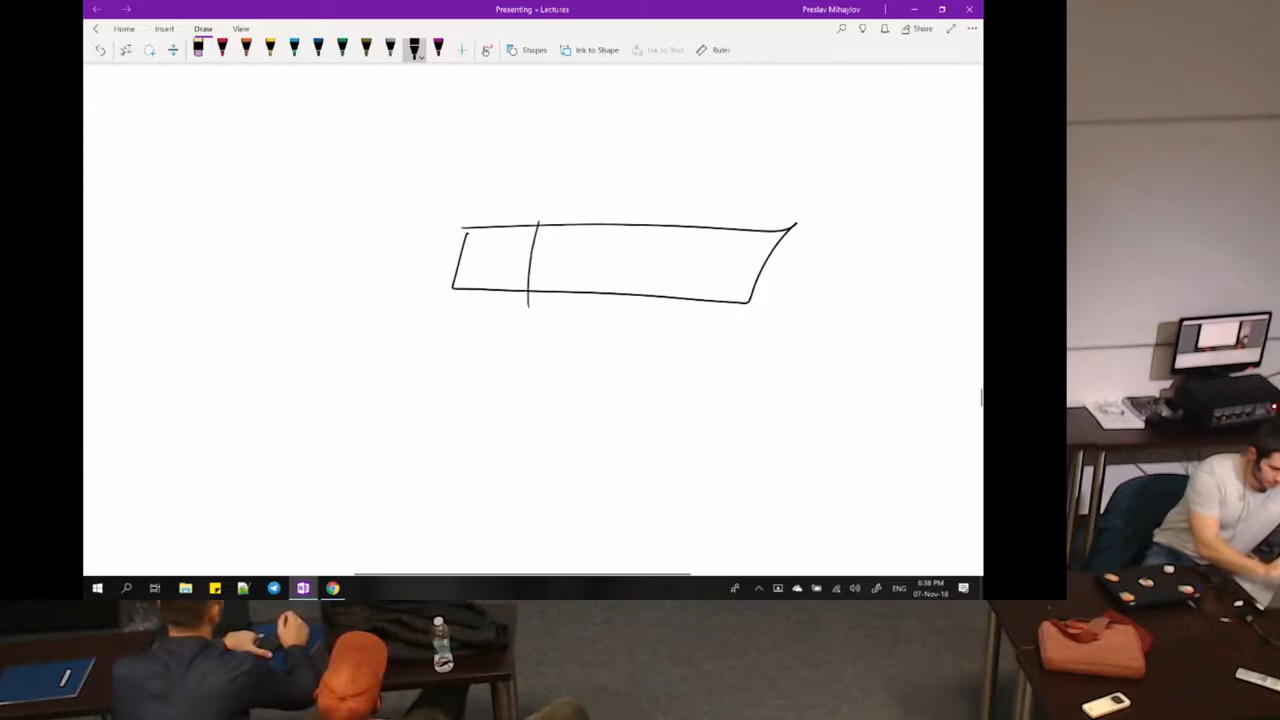 Presenting » Lectures
Preslav Mihaylov
Home
Insert
Draw
View
Share
Shapes
Ink to Shape
Ink to Text
Ruler
ENG
6:38 PM
07-Nov-18